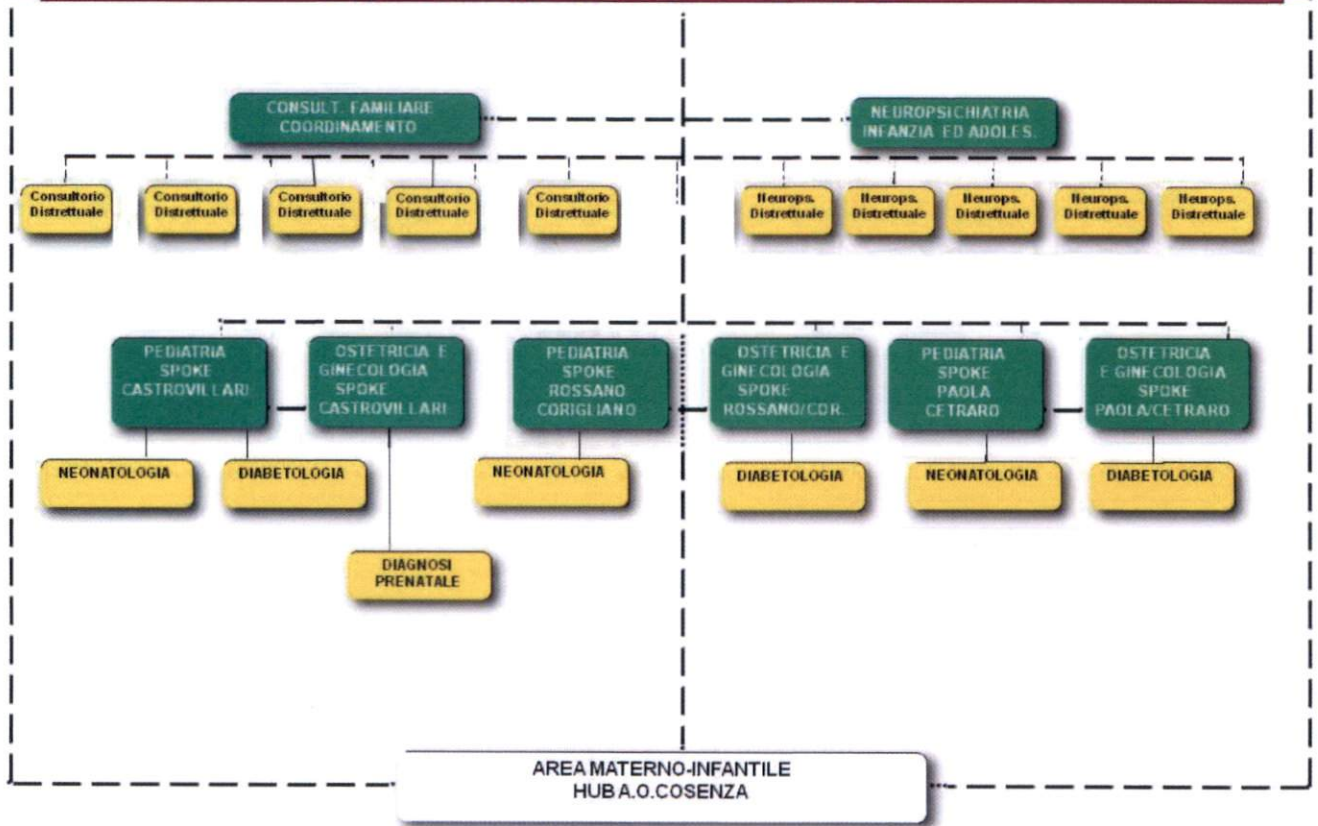 CONSULT. FAMILIARE
COORDINAMENTO
NEUROPSICHIATRIA
INFANZIA ED ADOLES.
Consultorio
Distrettuale
Consultorio
Distrettuale
Consultorio
Distrettuale
Consultorio
Distrettuale
Consultorio
Distrettuale
Neurops.
Distrettuale
Neurops.
Distrettuale
Neurops.
Distrettuale
Neurops.
Distrettuale
Neurops.
Distrettuale
PEDIATRIA
SPOKE
CASTROVILLARI
OSTETRICIA E
GINECOLOGIA
SPOKE
CASTROVILLARI
PEDIATRIA
SPOKE
ROSSANO
CORIGLIANO
OSTETRICIA E
GINECOLOGIA
SPOKE
ROSSANO/COR.
PEDIATRIA
SPOKE
PAOLA
CETRARO
OSTETRICIA
E GINECOLOGIA
SPOKE
PAOLA/CETRARO
NEONATOLOGIA
DIABETOLOGIA
NEONATOLOGIA
DIABETOLOGIA
NEONATOLOGIA
DIABETOLOGIA
DIAGNOSI
PRENATALE
AREA MATERNO-INFANTILE
HUB A.O.COSENZA